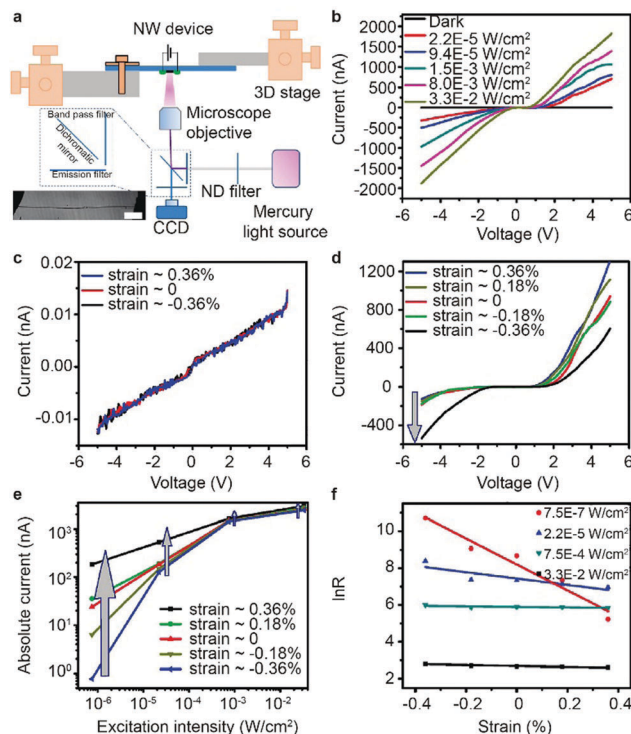 a
NW device
3D stage
Microscope
objective
Band pass filter
Dichromatic
mirror
Emission filter
ND filter
CCD
Mercury
light source
b
Dark
2.2E-5 W/cm²
9.4E-5 W/cm²
1.5E-3 W/cm²
8.0E-3 W/cm²
3.3E-2 W/cm²
Current (nA)
2000
1500
1000
500
0
-500
-1000
-1500
-2000
-6 -4 -2 0 2 4 6
Voltage (V)
c
strain ~ 0.36%
strain ~ 0
strain ~ -0.36%
Current (nA)
0.02
0.01
0.00
-0.01
-6 -4 -2 0 2 4 6
Voltage (V)
d
strain ~ 0.36%
strain ~ 0.18%
strain ~ 0
strain ~ -0.18%
strain ~ -0.36%
Current (nA)
1200
800
400
0
-400
-6 -4 -2 0 2 4 6
Voltage (V)
e
Absolute current (nA)
10³
10²
10¹
10⁰
strain ~ 0.36%
strain ~ 0.18%
strain ~ 0
strain ~ -0.18%
strain ~ -0.36%
10⁻⁶ 10⁻⁵ 10⁻⁴ 10⁻³ 10⁻²
Excitation intensity (W/cm²)
f
7.5E-7 W/cm²
2.2E-5 W/cm²
7.5E-4 W/cm²
3.3E-2 W/cm²
lnR
10
8
6
4
2
-0.4 -0.2 0.0 0.2 0.4
Strain (%)